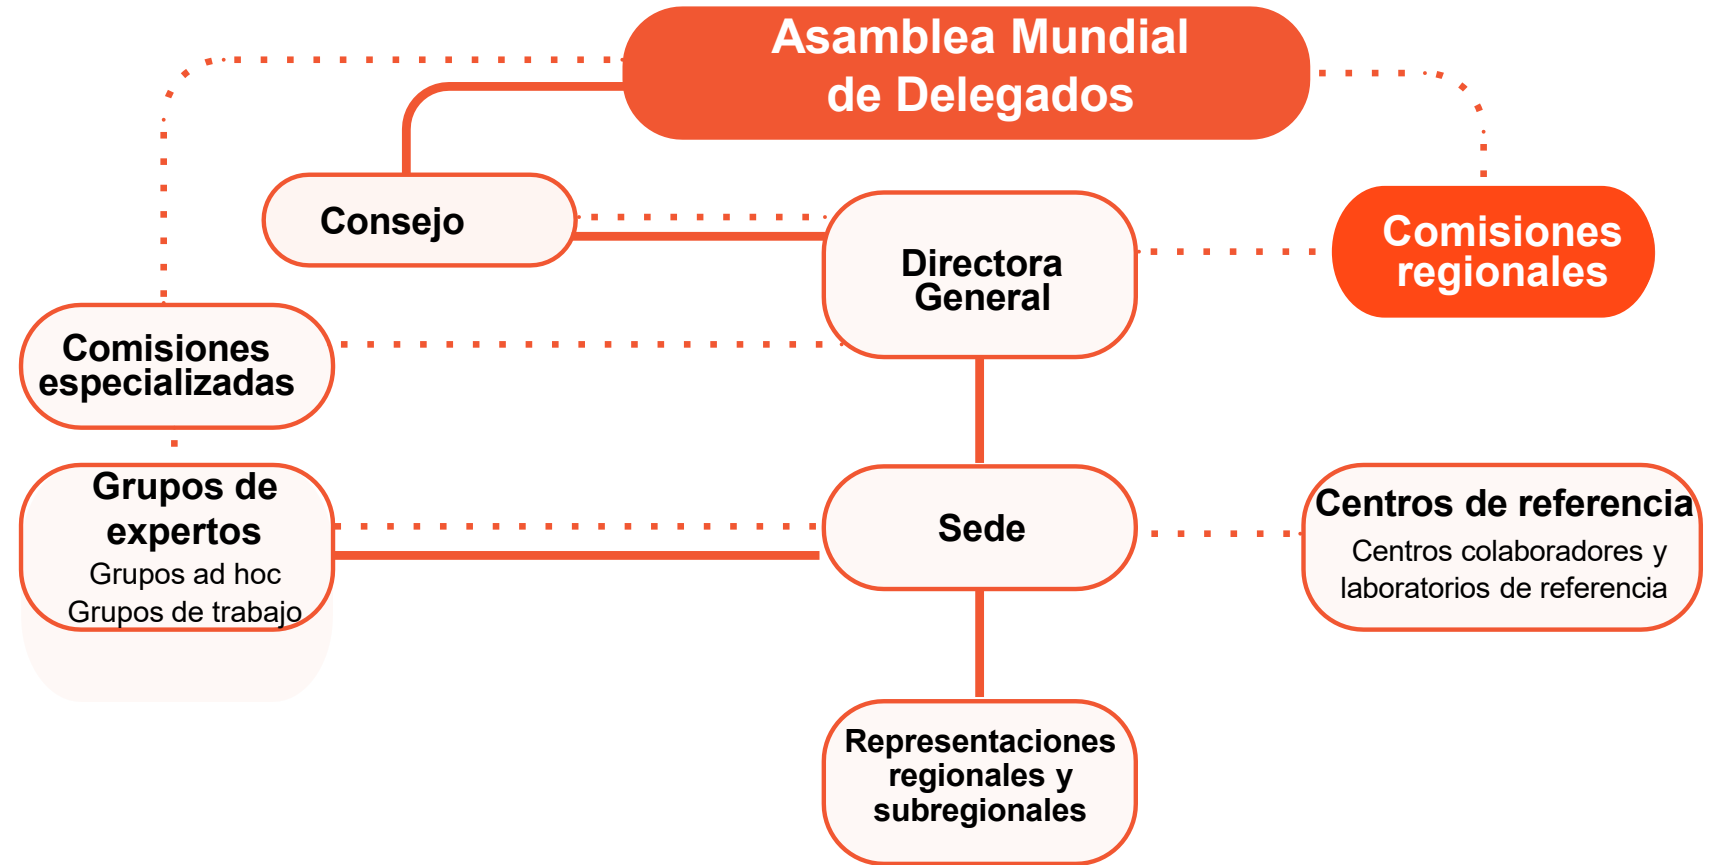 Asamblea Mundial
de Delegados
Consejo
Directora
General
Comisiones
regionales
Comisiones
especializadas
Grupos de
expertos
Grupos ad hoc
Grupos de trabajo
Sede
Centros de referencia
Centros colaboradores y
laboratorios de referencia
Representaciones
regionales y
subregionales